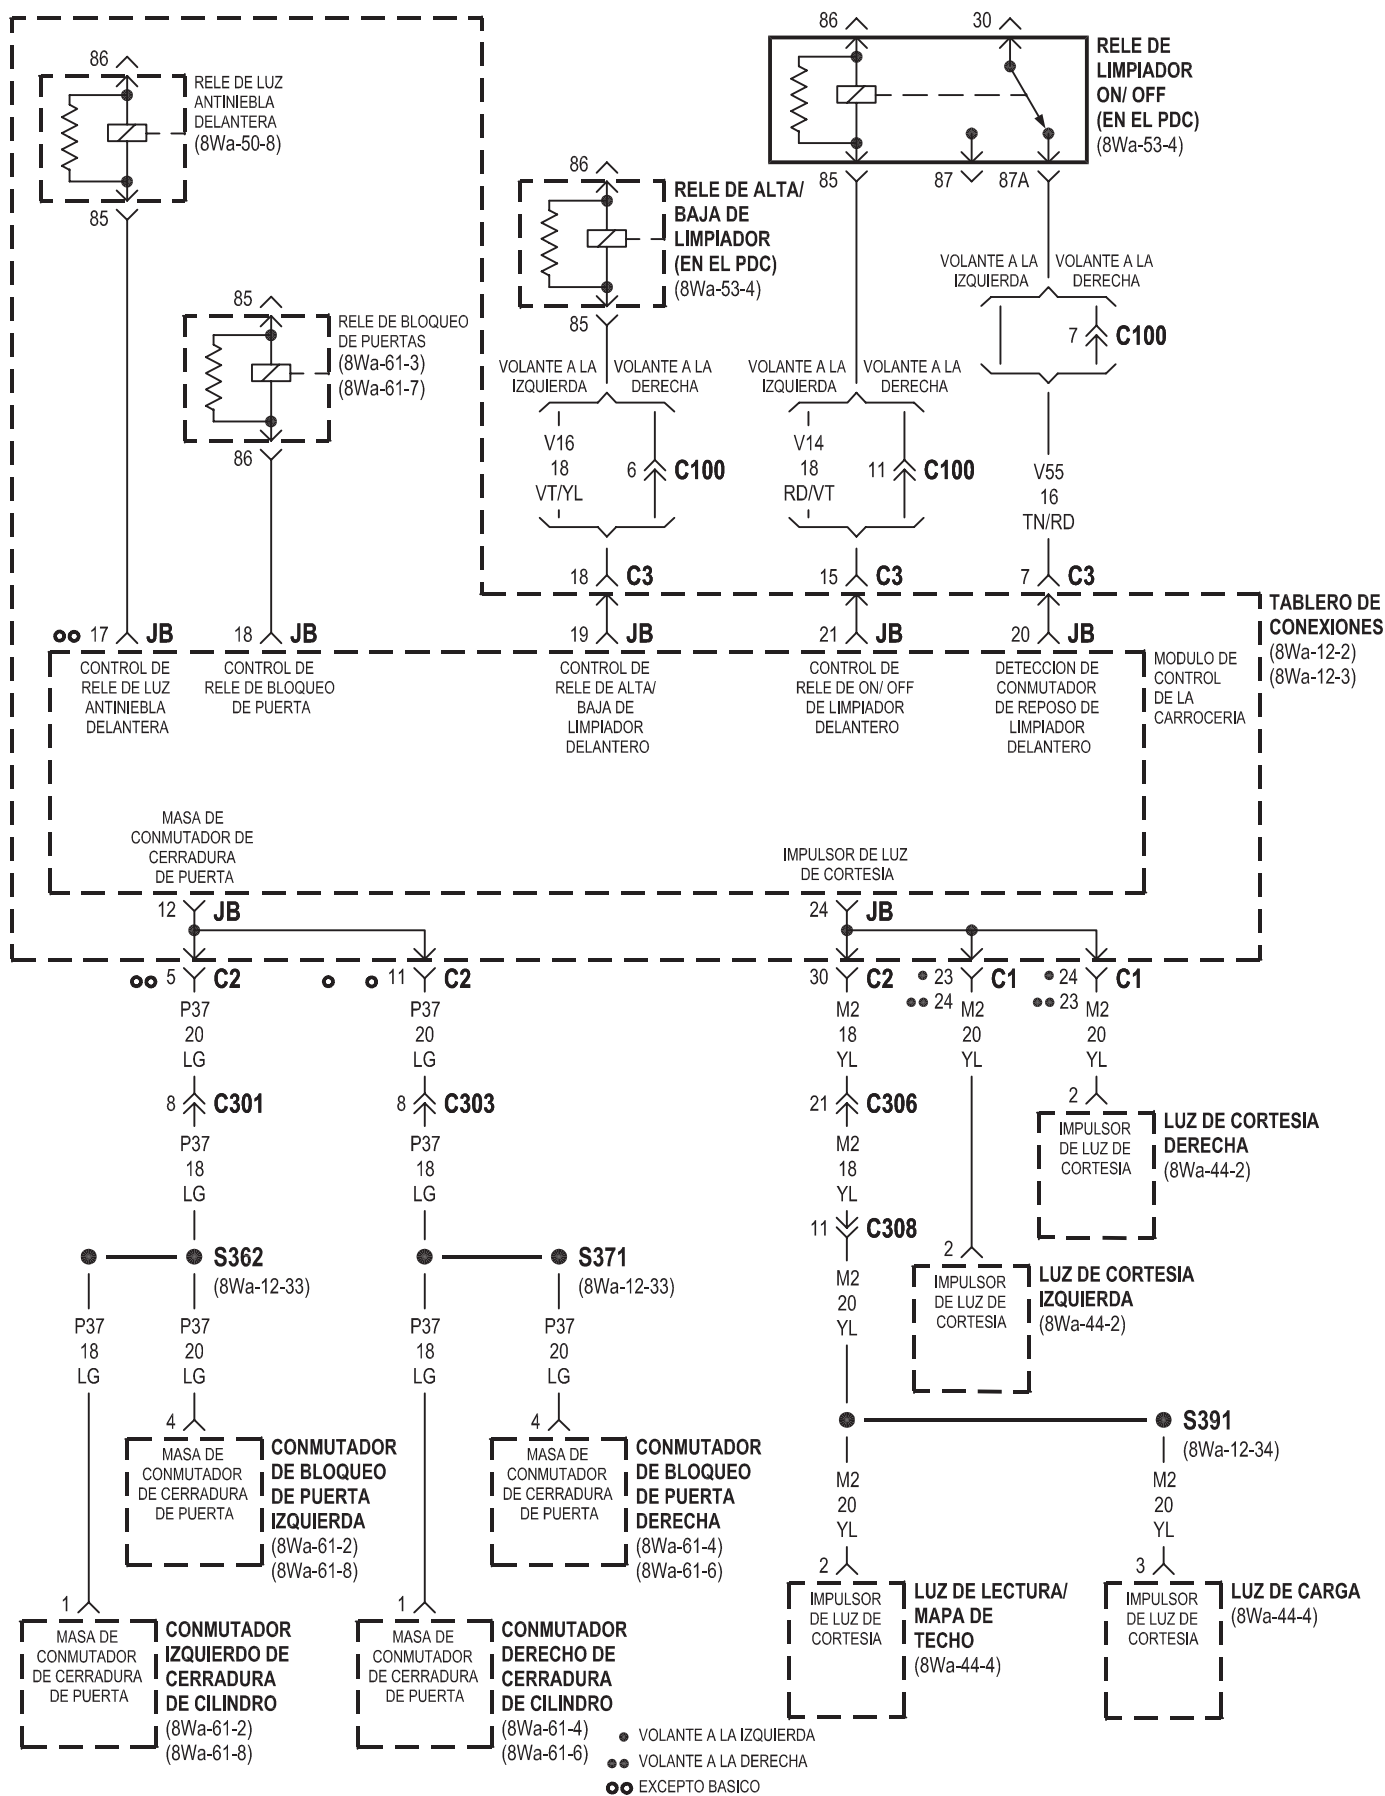 86
RELE DE LUZ
ANTINIEBLA
DELANTERA
(8Wa-50-8)
85
85
RELE DE BLOQUEO
DE PUERTAS
(8Wa-61-3)
(8Wa-61-7)
86
86
RELE DE ALTA/
BAJA DE
LIMPIADOR
(EN EL PDC)
(8Wa-53-4)
85
86
30
RELE DE
LIMPIADOR
ON/ OFF
(EN EL PDC)
(8Wa-53-4)
85
87
87A
VOLANTE A LA
IZQUIERDA
VOLANTE A LA
DERECHA
7
C100
VOLANTE A LA
IZQUIERDA
VOLANTE A LA
DERECHA
VOLANTE A LA
IZQUIERDA
VOLANTE A LA
DERECHA
V16
18
VT/YL
6
C100
V14
18
RD/VT
11
C100
V55
16
TN/RD
18
C3
15
C3
7
C3
TABLERO DE
CONEXIONES
(8Wa-12-2)
(8Wa-12-3)
17
JB
18
JB
19
JB
21
JB
20
JB
CONTROL DE
RELE DE LUZ
ANTINIEBLA
DELANTERA
CONTROL DE
RELE DE BLOQUEO
DE PUERTA
CONTROL DE
RELE DE ALTA/
BAJA DE
LIMPIADOR
DELANTERO
CONTROL DE
RELE DE ON/ OFF
DE LIMPIADOR
DELANTERO
DETECCION DE
CONMUTADOR
DE REPOSO DE
LIMPIADOR
DELANTERO
MODULO DE
CONTROL
DE LA
CARROCERIA
MASA DE
CONMUTADOR DE
CERRADURA
DE PUERTA
IMPULSOR DE LUZ
DE CORTESIA
12
JB
24
JB
5
C2
11
C2
30
C2
23
24
C1
24
23
C1
P37
20
LG
P37
20
LG
M2
18
YL
M2
20
YL
M2
20
YL
8
C301
8
C303
21
C306
2
IMPULSOR
DE LUZ DE
CORTESIA
LUZ DE CORTESIA
DERECHA
(8Wa-44-2)
P37
18
LG
P37
18
LG
M2
18
YL
11
C308
S362
(8Wa-12-33)
S371
(8Wa-12-33)
2
IMPULSOR
DE LUZ DE
CORTESIA
LUZ DE CORTESIA
IZQUIERDA
(8Wa-44-2)
P37
18
LG
P37
20
LG
P37
18
LG
P37
20
LG
M2
20
YL
S391
(8Wa-12-34)
4
MASA DE
CONMUTADOR
DE CERRADURA
DE PUERTA
CONMUTADOR
DE BLOQUEO
DE PUERTA
IZQUIERDA
(8Wa-61-2)
(8Wa-61-8)
4
MASA DE
CONMUTADOR
DE CERRADURA
DE PUERTA
CONMUTADOR
DE BLOQUEO
DE PUERTA
DERECHA
(8Wa-61-4)
(8Wa-61-6)
M2
20
YL
M2
20
YL
1
MASA DE
CONMUTADOR
DE CERRADURA
DE PUERTA
CONMUTADOR
IZQUIERDO DE
CERRADURA
DE CILINDRO
(8Wa-61-2)
(8Wa-61-8)
1
MASA DE
CONMUTADOR
DE CERRADURA
DE PUERTA
CONMUTADOR
DERECHO DE
CERRADURA
DE CILINDRO
(8Wa-61-4)
(8Wa-61-6)
2
IMPULSOR
DE LUZ DE
CORTESIA
LUZ DE LECTURA/
MAPA DE
TECHO
(8Wa-44-4)
3
IMPULSOR
DE LUZ DE
CORTESIA
LUZ DE CARGA
(8Wa-44-4)
VOLANTE A LA IZQUIERDA
VOLANTE A LA DERECHA
EXCEPTO BASICO